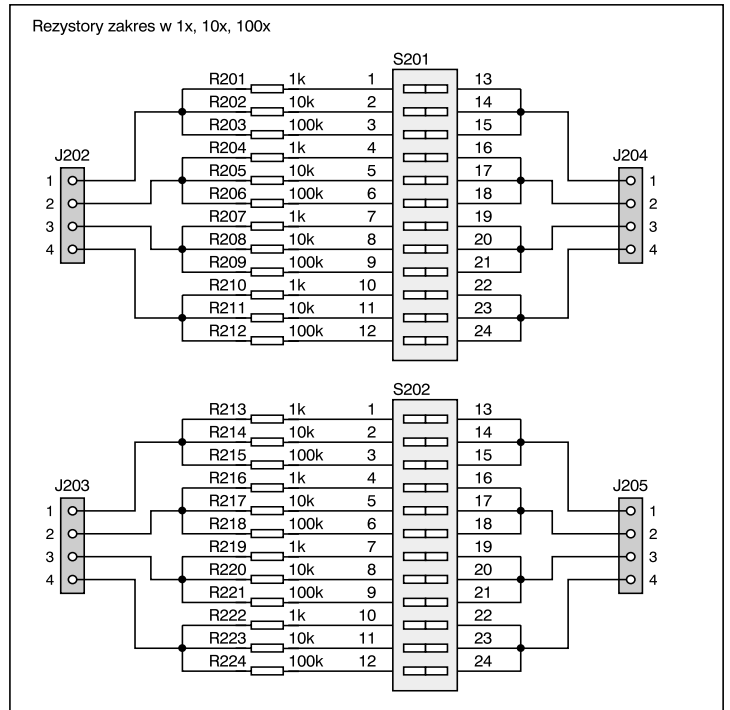 Rezystory zakres w 1x, 10x, 100x
S201
R201 1k 1 13
R202 10k 2 14
R203 100k 3 15
J202 R204 1k 4 16 J204
1 R205 10k 5 17 1
2 R206 100k 6 18 2
3 R207 1k 7 19 3
4 R208 10k 8 20 4
R209 100k 9 21
R210 1k 10 22
R211 10k 11 23
R212 100k 12 24
S202
R213 1k 1 13
R214 10k 2 14
R215 100k 3 15
J203 R216 1k 4 16 J205
1 R217 10k 5 17 1
2 R218 100k 6 18 2
3 R219 1k 7 19 3
4 R220 10k 8 20 4
R221 100k 9 21
R222 1k 10 22
R223 10k 11 23
R224 100k 12 24